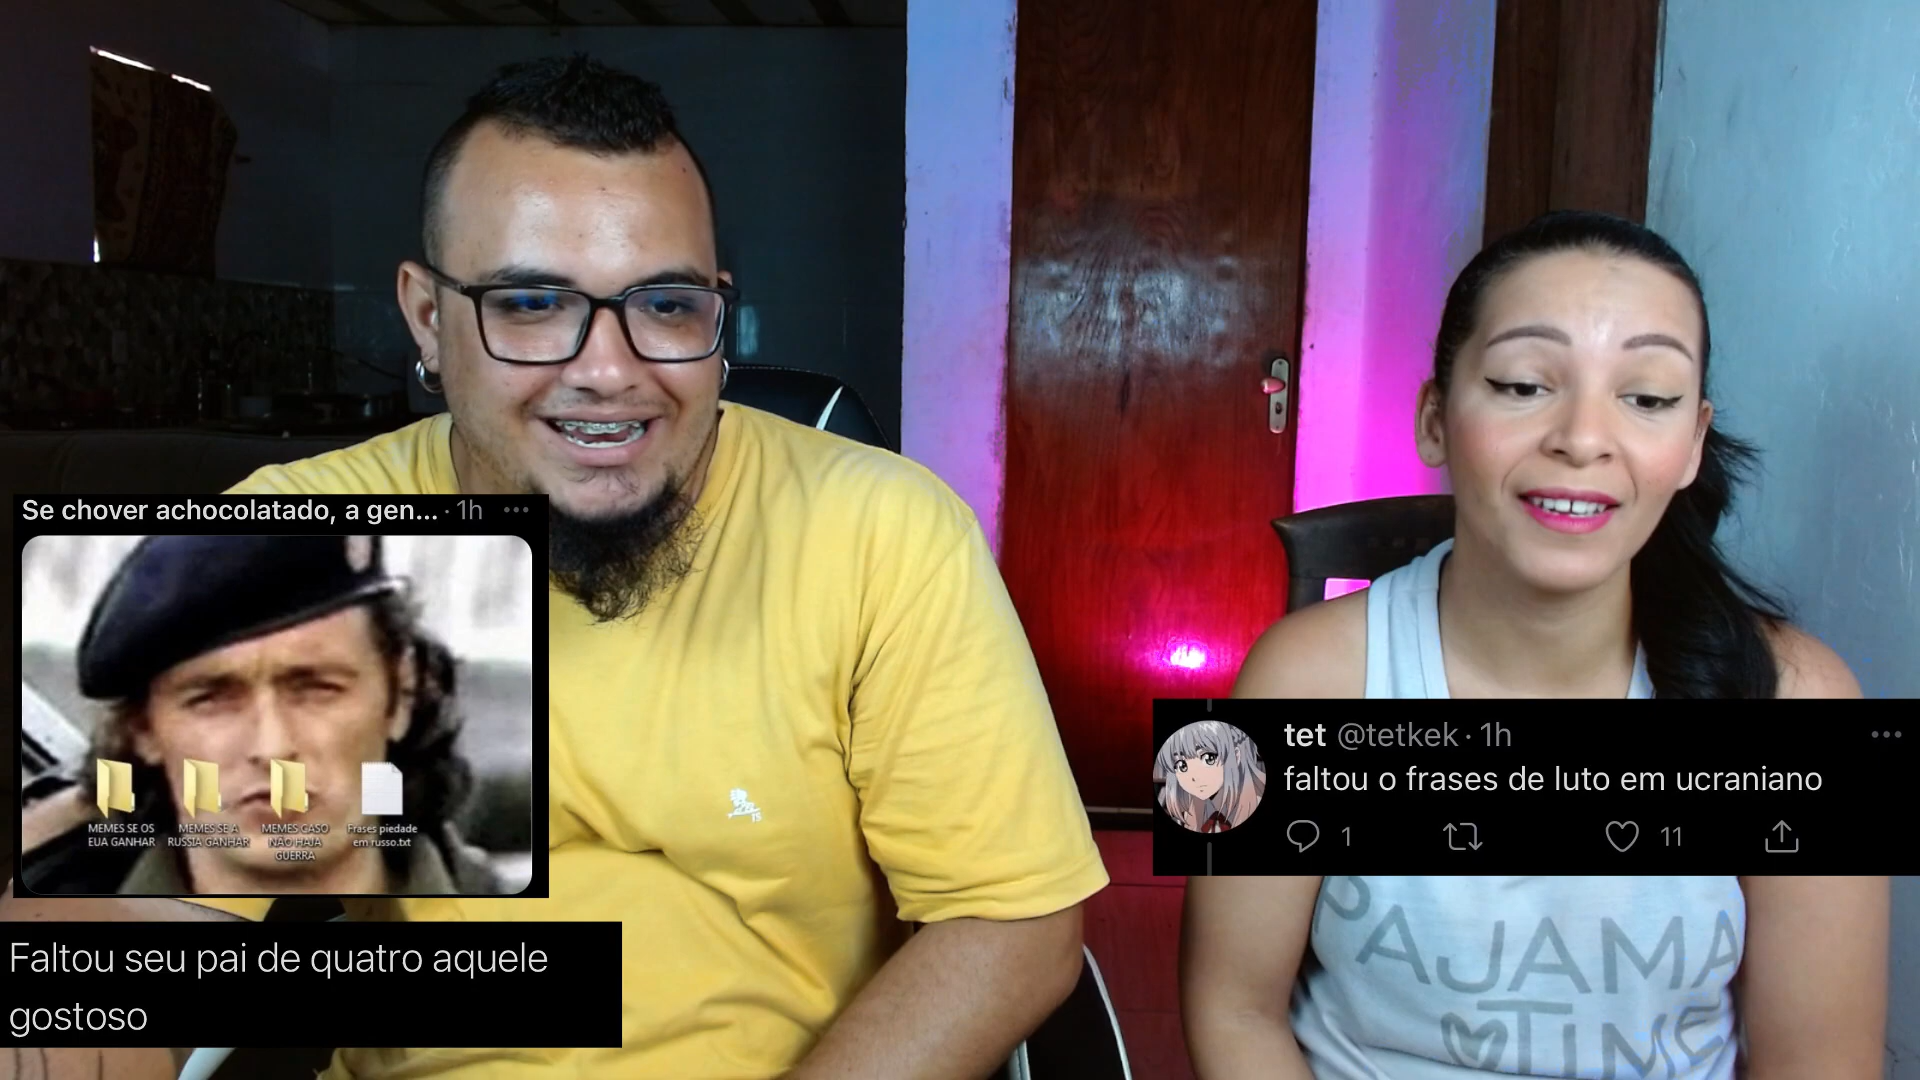 Se chover achocolatado, a gen... · 1h
MEMES SE OS
EUA GANHAR
MEMES SE A
RUSSIA GANHAR
MEMES CASO
NÃO HAJA
GUERRA
Frases piedade
em russo.txt
Faltou seu pai de quatro aquele
gostoso
tet @tetkek · 1h
faltou o frases de luto em ucraniano
1
11
PAJAMA
TIME
IS